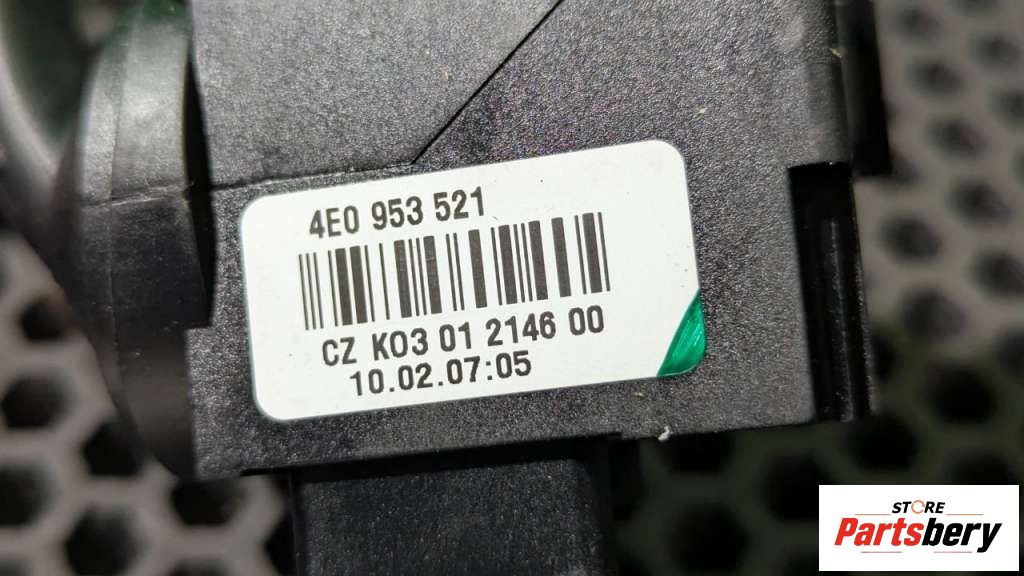 4E0 953 521
CZ K03 01 2146 00
10.02.07:05
STORE
Partsbery